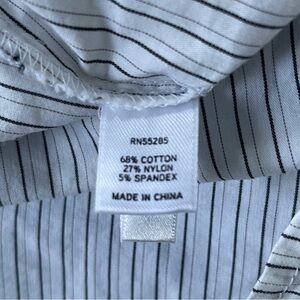 RN55285
68% COTTON
27% NYLON
5% SPANDEX
MADE IN CHINA